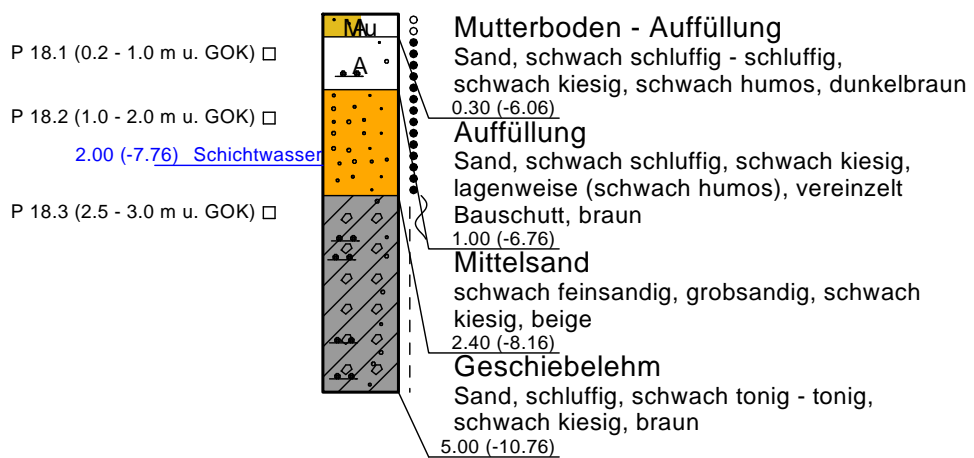 Mu
A
P 18.1 (0.2 - 1.0 m u. GOK)
P 18.2 (1.0 - 2.0 m u. GOK)
2.00 (-7.76) Schichtwasser
P 18.3 (2.5 - 3.0 m u. GOK)
Mutterboden - Auffüllung
Sand, schwach schluffig - schluffig,
schwach kiesig, schwach humos, dunkelbraun
0.30 (-6.06)
Auffüllung
Sand, schwach schluffig, schwach kiesig,
lagenweise (schwach humos), vereinzelt
Bauschutt, braun
1.00 (-6.76)
Mittelsand
schwach feinsandig, grobsandig, schwach
kiesig, beige
2.40 (-8.16)
Geschiebelehm
Sand, schluffig, schwach tonig - tonig,
schwach kiesig, braun
5.00 (-10.76)